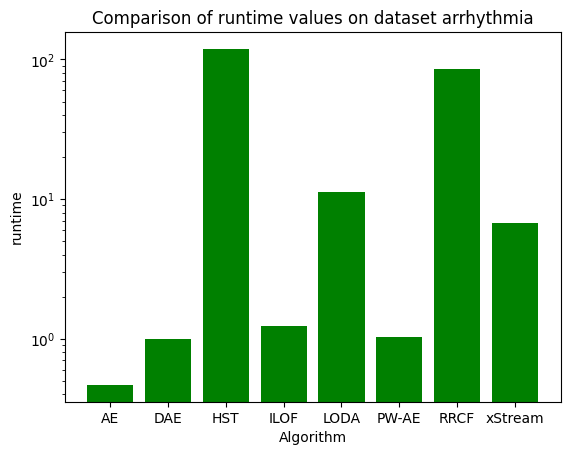 Comparison of runtime values on dataset arrhythmia
10²
10¹
10⁰
runtime
AE DAE HST ILOF LODA PW-AE RRCF xStream
Algorithm